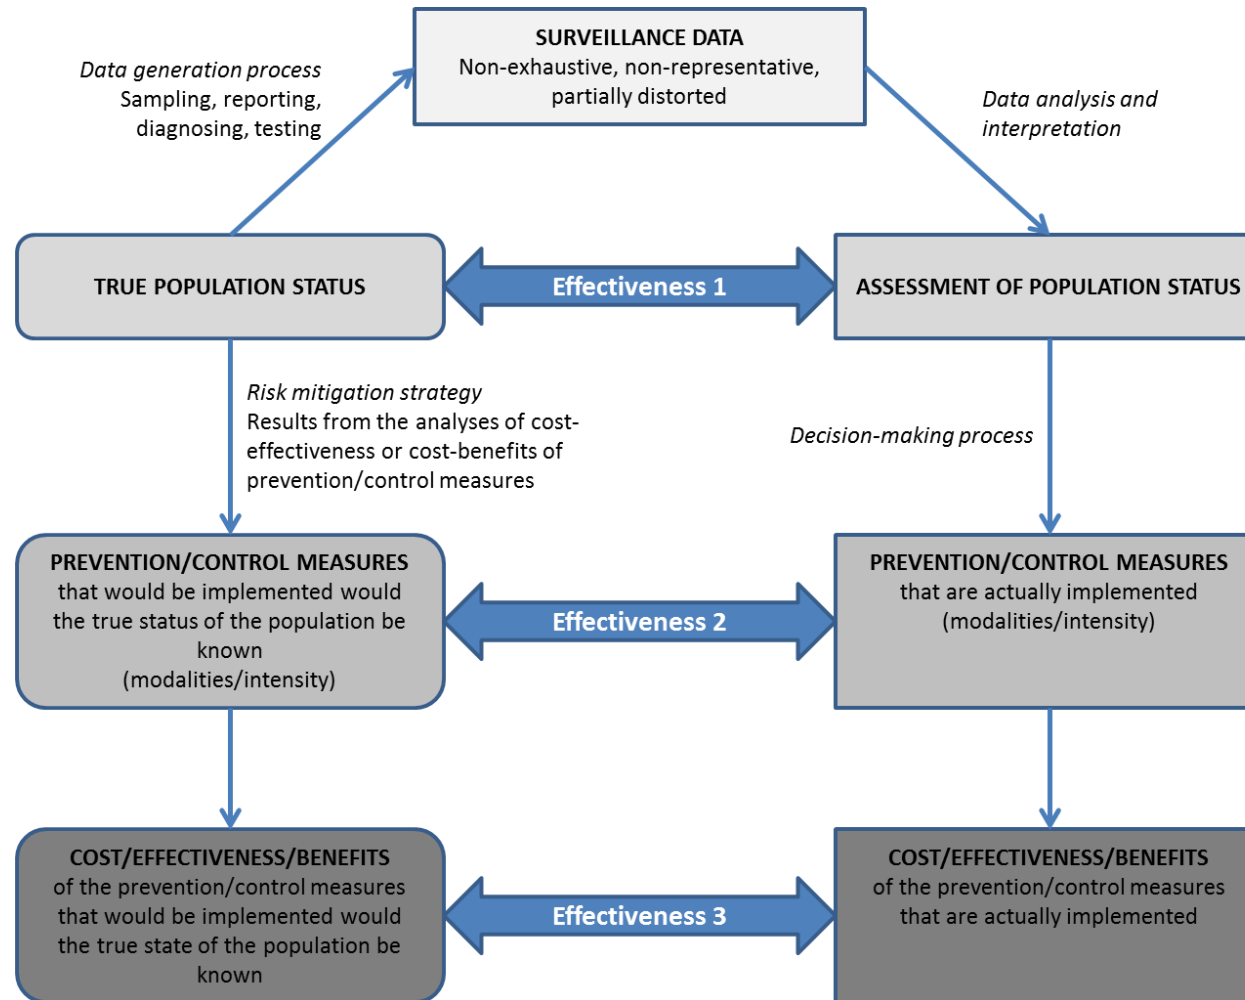 SURVEILLANCE DATA
Non-exhaustive, non-representative,
partially distorted
Data generation process
Sampling, reporting,
diagnosing, testing
Data analysis and
interpretation
TRUE POPULATION STATUS
Effectiveness 1
ASSESSMENT OF POPULATION STATUS
Risk mitigation strategy
Results from the analyses of cost-
effectiveness or cost-benefits of
prevention/control measures
Decision-making process
PREVENTION/CONTROL MEASURES
that would be implemented would
the true status of the population be
known
(modalities/intensity)
Effectiveness 2
PREVENTION/CONTROL MEASURES
that are actually implemented
(modalities/intensity)
COST/EFFECTIVENESS/BENEFITS
of the prevention/control measures
that would be implemented would
the true state of the population be
known
Effectiveness 3
COST/EFFECTIVENESS/BENEFITS
of the prevention/control measures
that are actually implemented